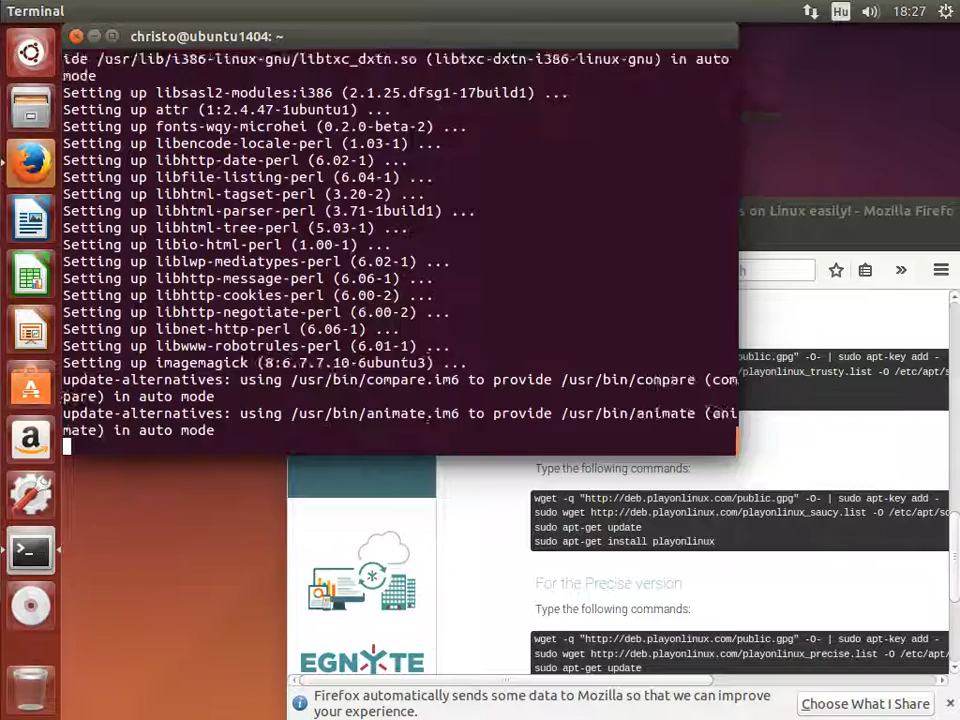 Terminal
Hu
18:27
christo@ubuntu1404: ~
ide /usr/lib/i386-linux-gnu/libtxc_dxtn.so (libtxc-dxtn-i386-linux-gnu) in auto
mode
Setting up libsasl2-modules:i386 (2.1.25.dfsg1-17build1) ...
Setting up attr (1:2.4.47-1ubuntu1) ...
Setting up fonts-wqy-microhei (0.2.0-beta-2) ...
Setting up libencode-locale-perl (1.03-1) ...
Setting up libhttp-date-perl (6.02-1) ...
Setting up libfile-listing-perl (6.04-1) ...
Setting up libhtml-tagset-perl (3.20-2) ...
Setting up libhtml-parser-perl (3.71-1build1) ...
Setting up libhtml-tree-perl (5.03-1) ...
Setting up libio-html-perl (1.00-1) ...
Setting up liblwp-mediatypes-perl (6.02-1) ...
Setting up libhttp-message-perl (6.06-1) ...
Setting up libhttp-cookies-perl (6.00-2) ...
Setting up libhttp-negotiate-perl (6.00-2) ...
Setting up libnet-http-perl (6.06-1) ...
Setting up libwww-robotrules-perl (6.01-1) ...
Setting up imagemagick (8:6.7.7.10-6ubuntu3) ...
update-alternatives: using /usr/bin/compare.im6 to provide /usr/bin/compare (com
pare) in auto mode
update-alternatives: using /usr/bin/animate.im6 to provide /usr/bin/animate (ani
mate) in auto mode
s on Linux easily! - Mozilla Firefo
h
public.gpg" -O- | sudo apt-key add -
playonlinux_trusty.list -O /etc/apt/s
Type the following commands:
wget -q "http://deb.playonlinux.com/public.gpg" -O- | sudo apt-key add -
sudo wget http://deb.playonlinux.com/playonlinux_saucy.list -O /etc/apt/so
sudo apt-get update
sudo apt-get install playonlinux
For the Precise version
Type the following commands:
wget -q "http://deb.playonlinux.com/public.gpg" -O- | sudo apt-key add -
sudo wget http://deb.playonlinux.com/playonlinux_precise.list -O /etc/apt/
sudo apt-get update
EGNYTE
Firefox automatically sends some data to Mozilla so that we can improve
your experience.
Choose What I Share